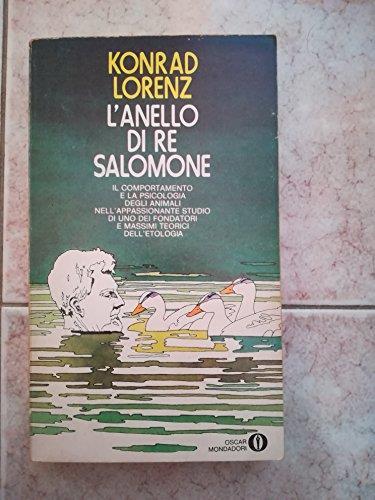 KONRAD
LORENZ
L'ANELLO
DI RE
SALOMONE
IL COMPORTAMENTO
E LA PSICOLOGIA
DEGLI ANIMALI
NELL'APPASSIONANTE STUDIO
DI UNO DEI FONDATORI
E MASSIMI TEORICI
DELL'ETOLOGIA
OSCAR
MONDADORI